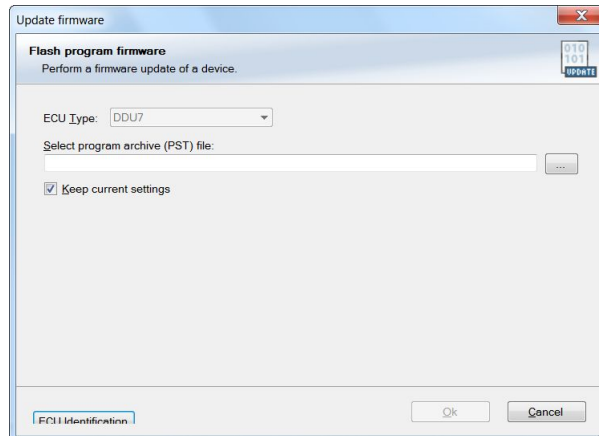 Update firmware
Flash program firmware
Perform a firmware update of a device.
010
101
UPDATE
ECU Type: DDU7
Select program archive (PST) file:
...
Keep current settings
ECU Identification
Ok
Cancel